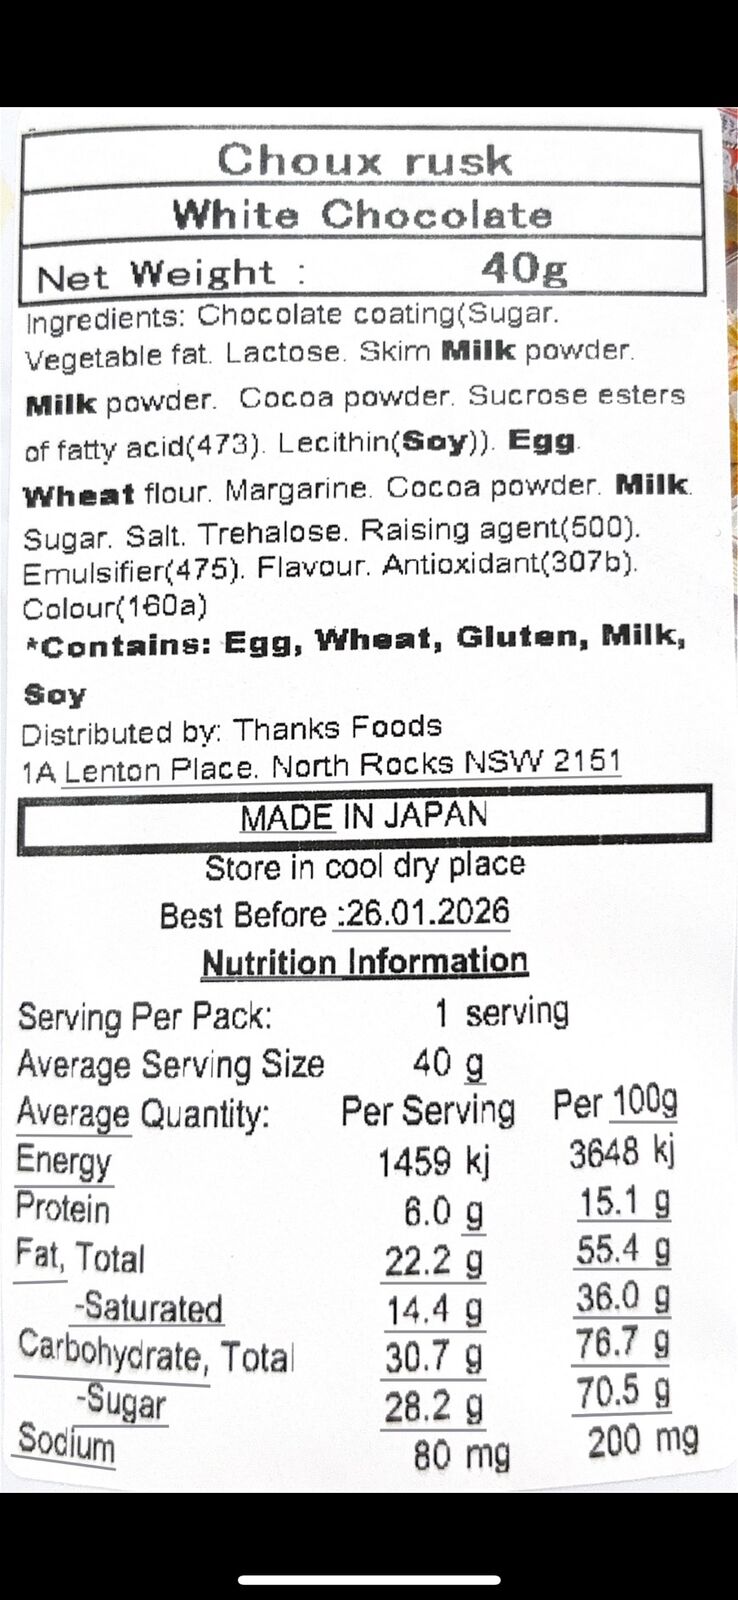 Choux rusk
White Chocolate
Net Weight : 40g
Ingredients: Chocolate coating(Sugar.
Vegetable fat. Lactose. Skim Milk powder.
Milk powder. Cocoa powder. Sucrose esters
of fatty acid(473). Lecithin(Soy)). Egg.
Wheat flour. Margarine. Cocoa powder. Milk.
Sugar. Salt. Trehalose. Raising agent(500).
Emulsifier(475). Flavour. Antioxidant(307b).
Colour(160a)
*Contains: Egg, Wheat, Gluten, Milk,
Soy
Distributed by: Thanks Foods
1A Lenton Place. North Rocks NSW 2151
MADE IN JAPAN
Store in cool dry place
Best Before :26.01.2026
Nutrition Information
Serving Per Pack: 1 serving
Average Serving Size 40 g
Average Quantity: Per Serving Per 100g
Energy 1459 kj 3648 kj
Protein 6.0 g 15.1 g
Fat, Total 22.2 g 55.4 g
-Saturated 14.4 g 36.0 g
Carbohydrate, Total 30.7 g 76.7 g
-Sugar 28.2 g 70.5 g
Sodium 80 mg 200 mg